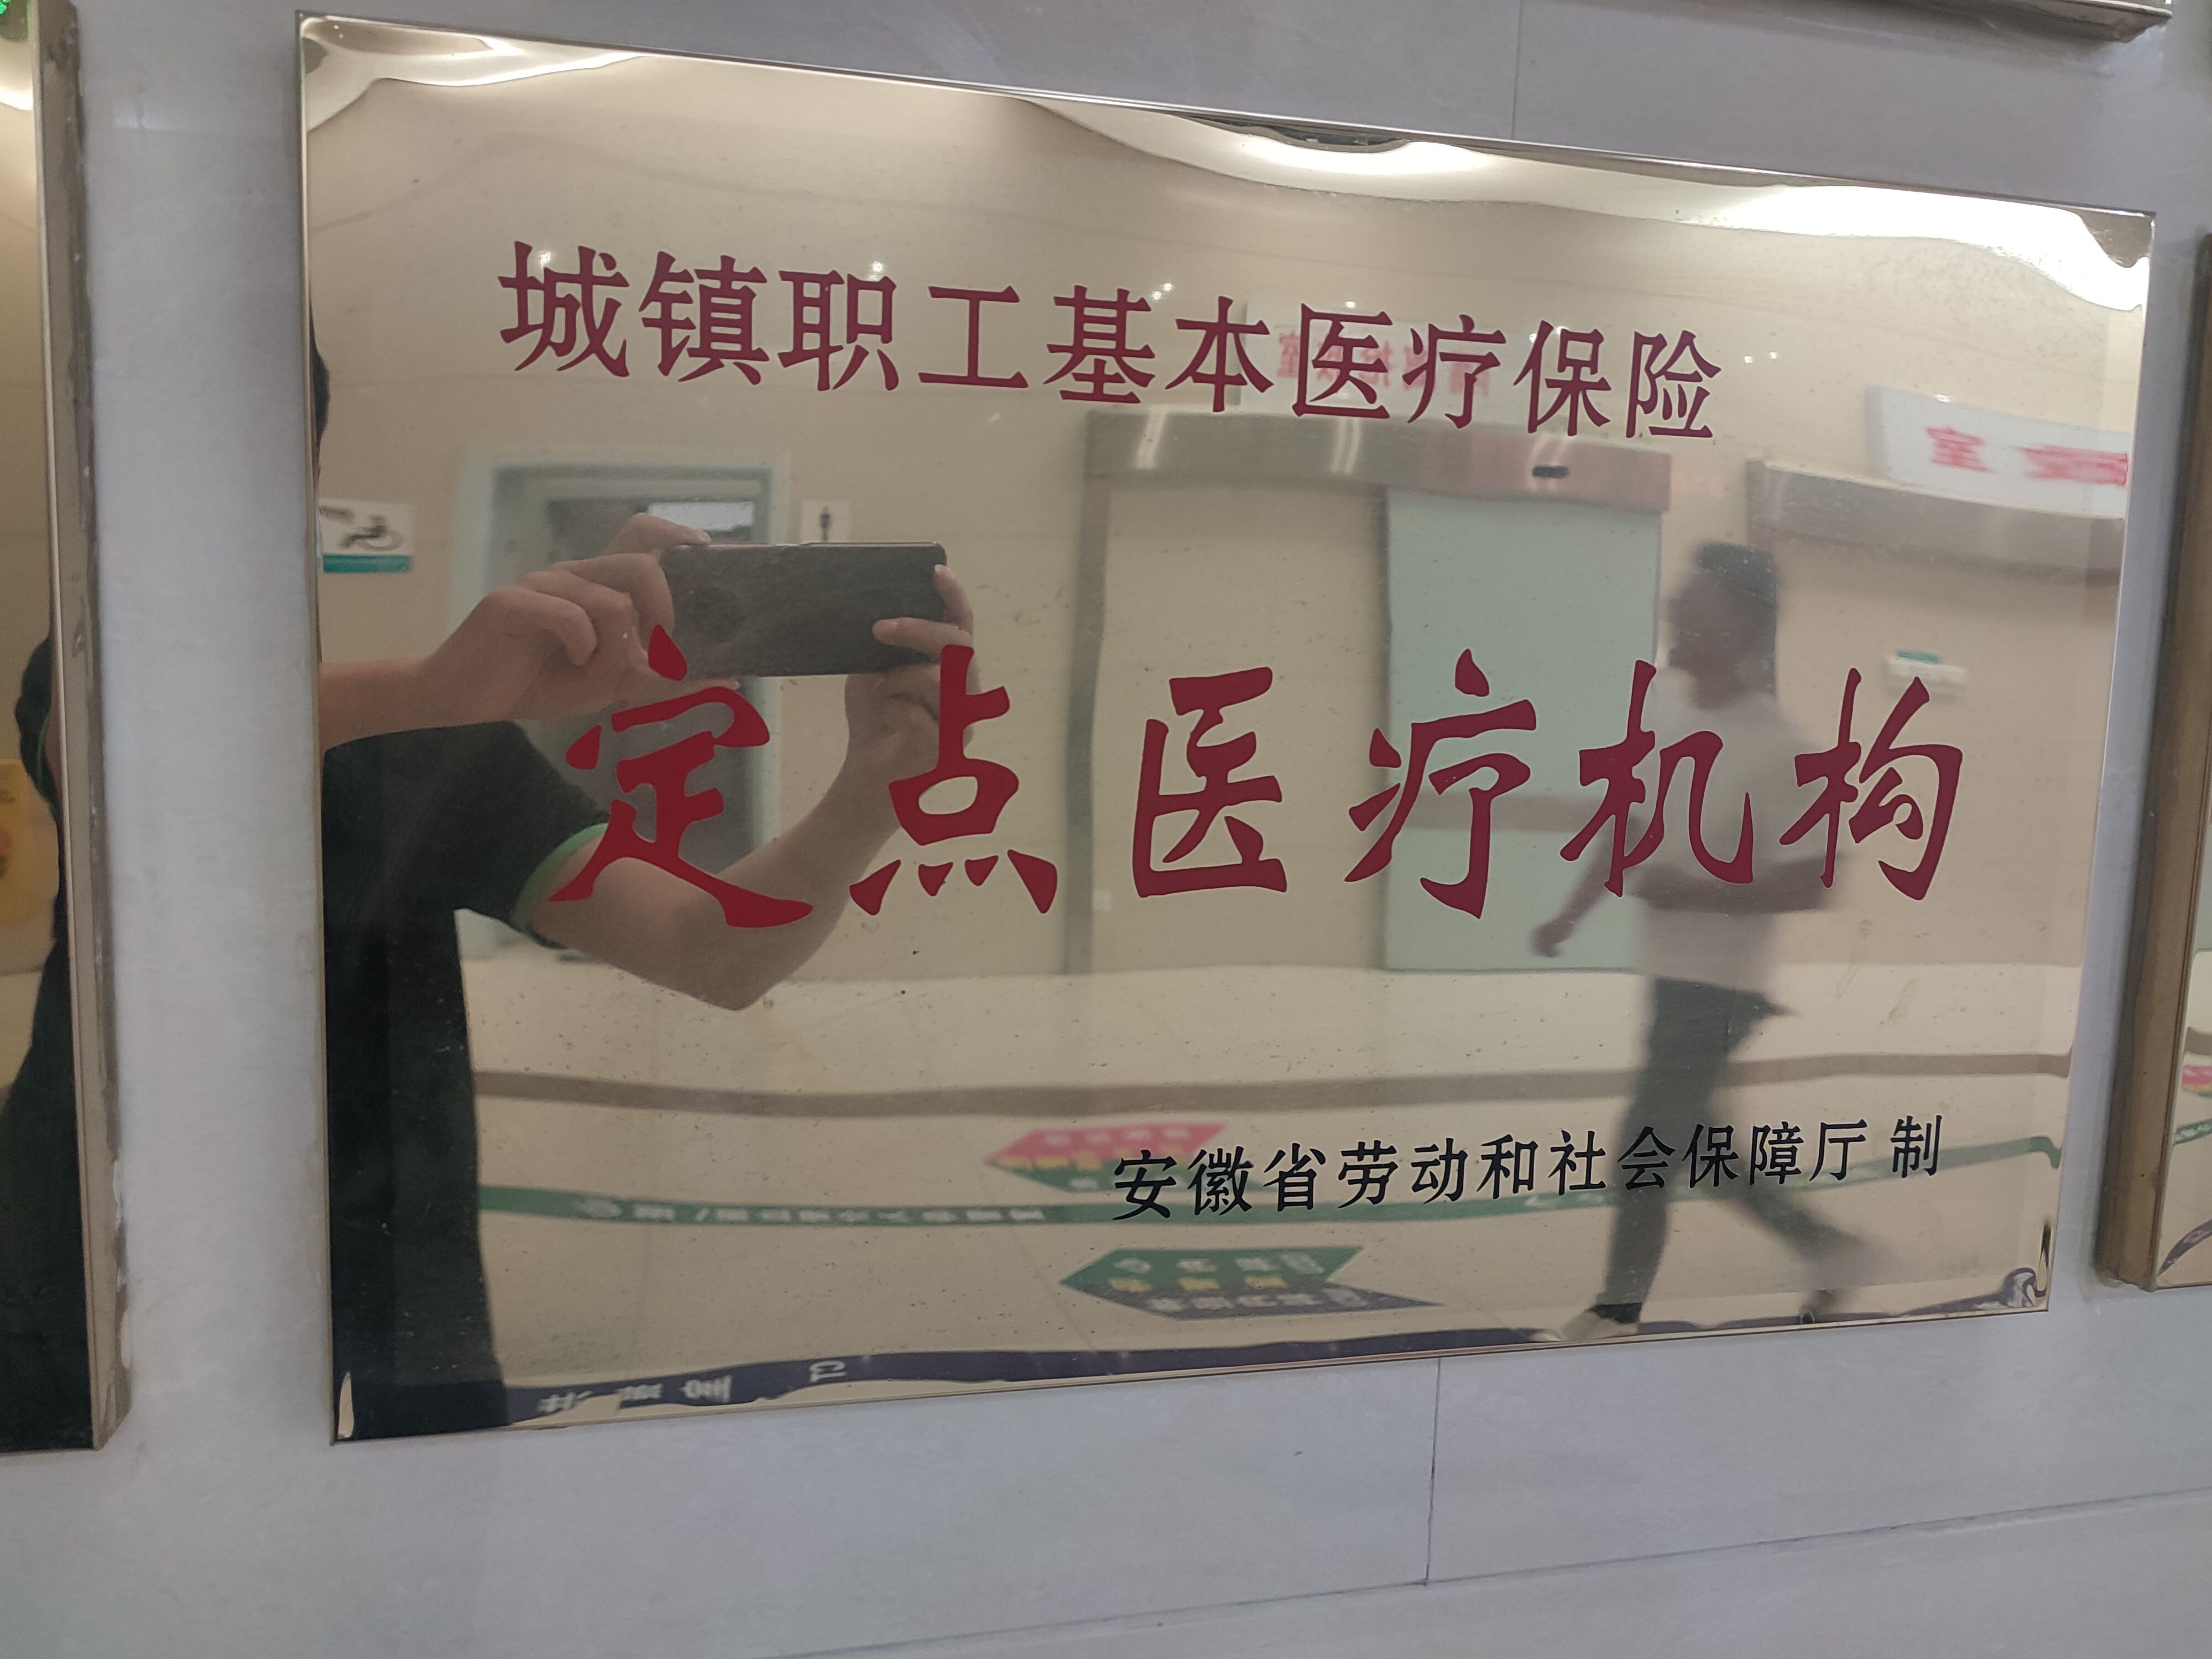 城镇职工基本医疗保险
定点医疗机构
安徽省劳动和社会保障厅 制